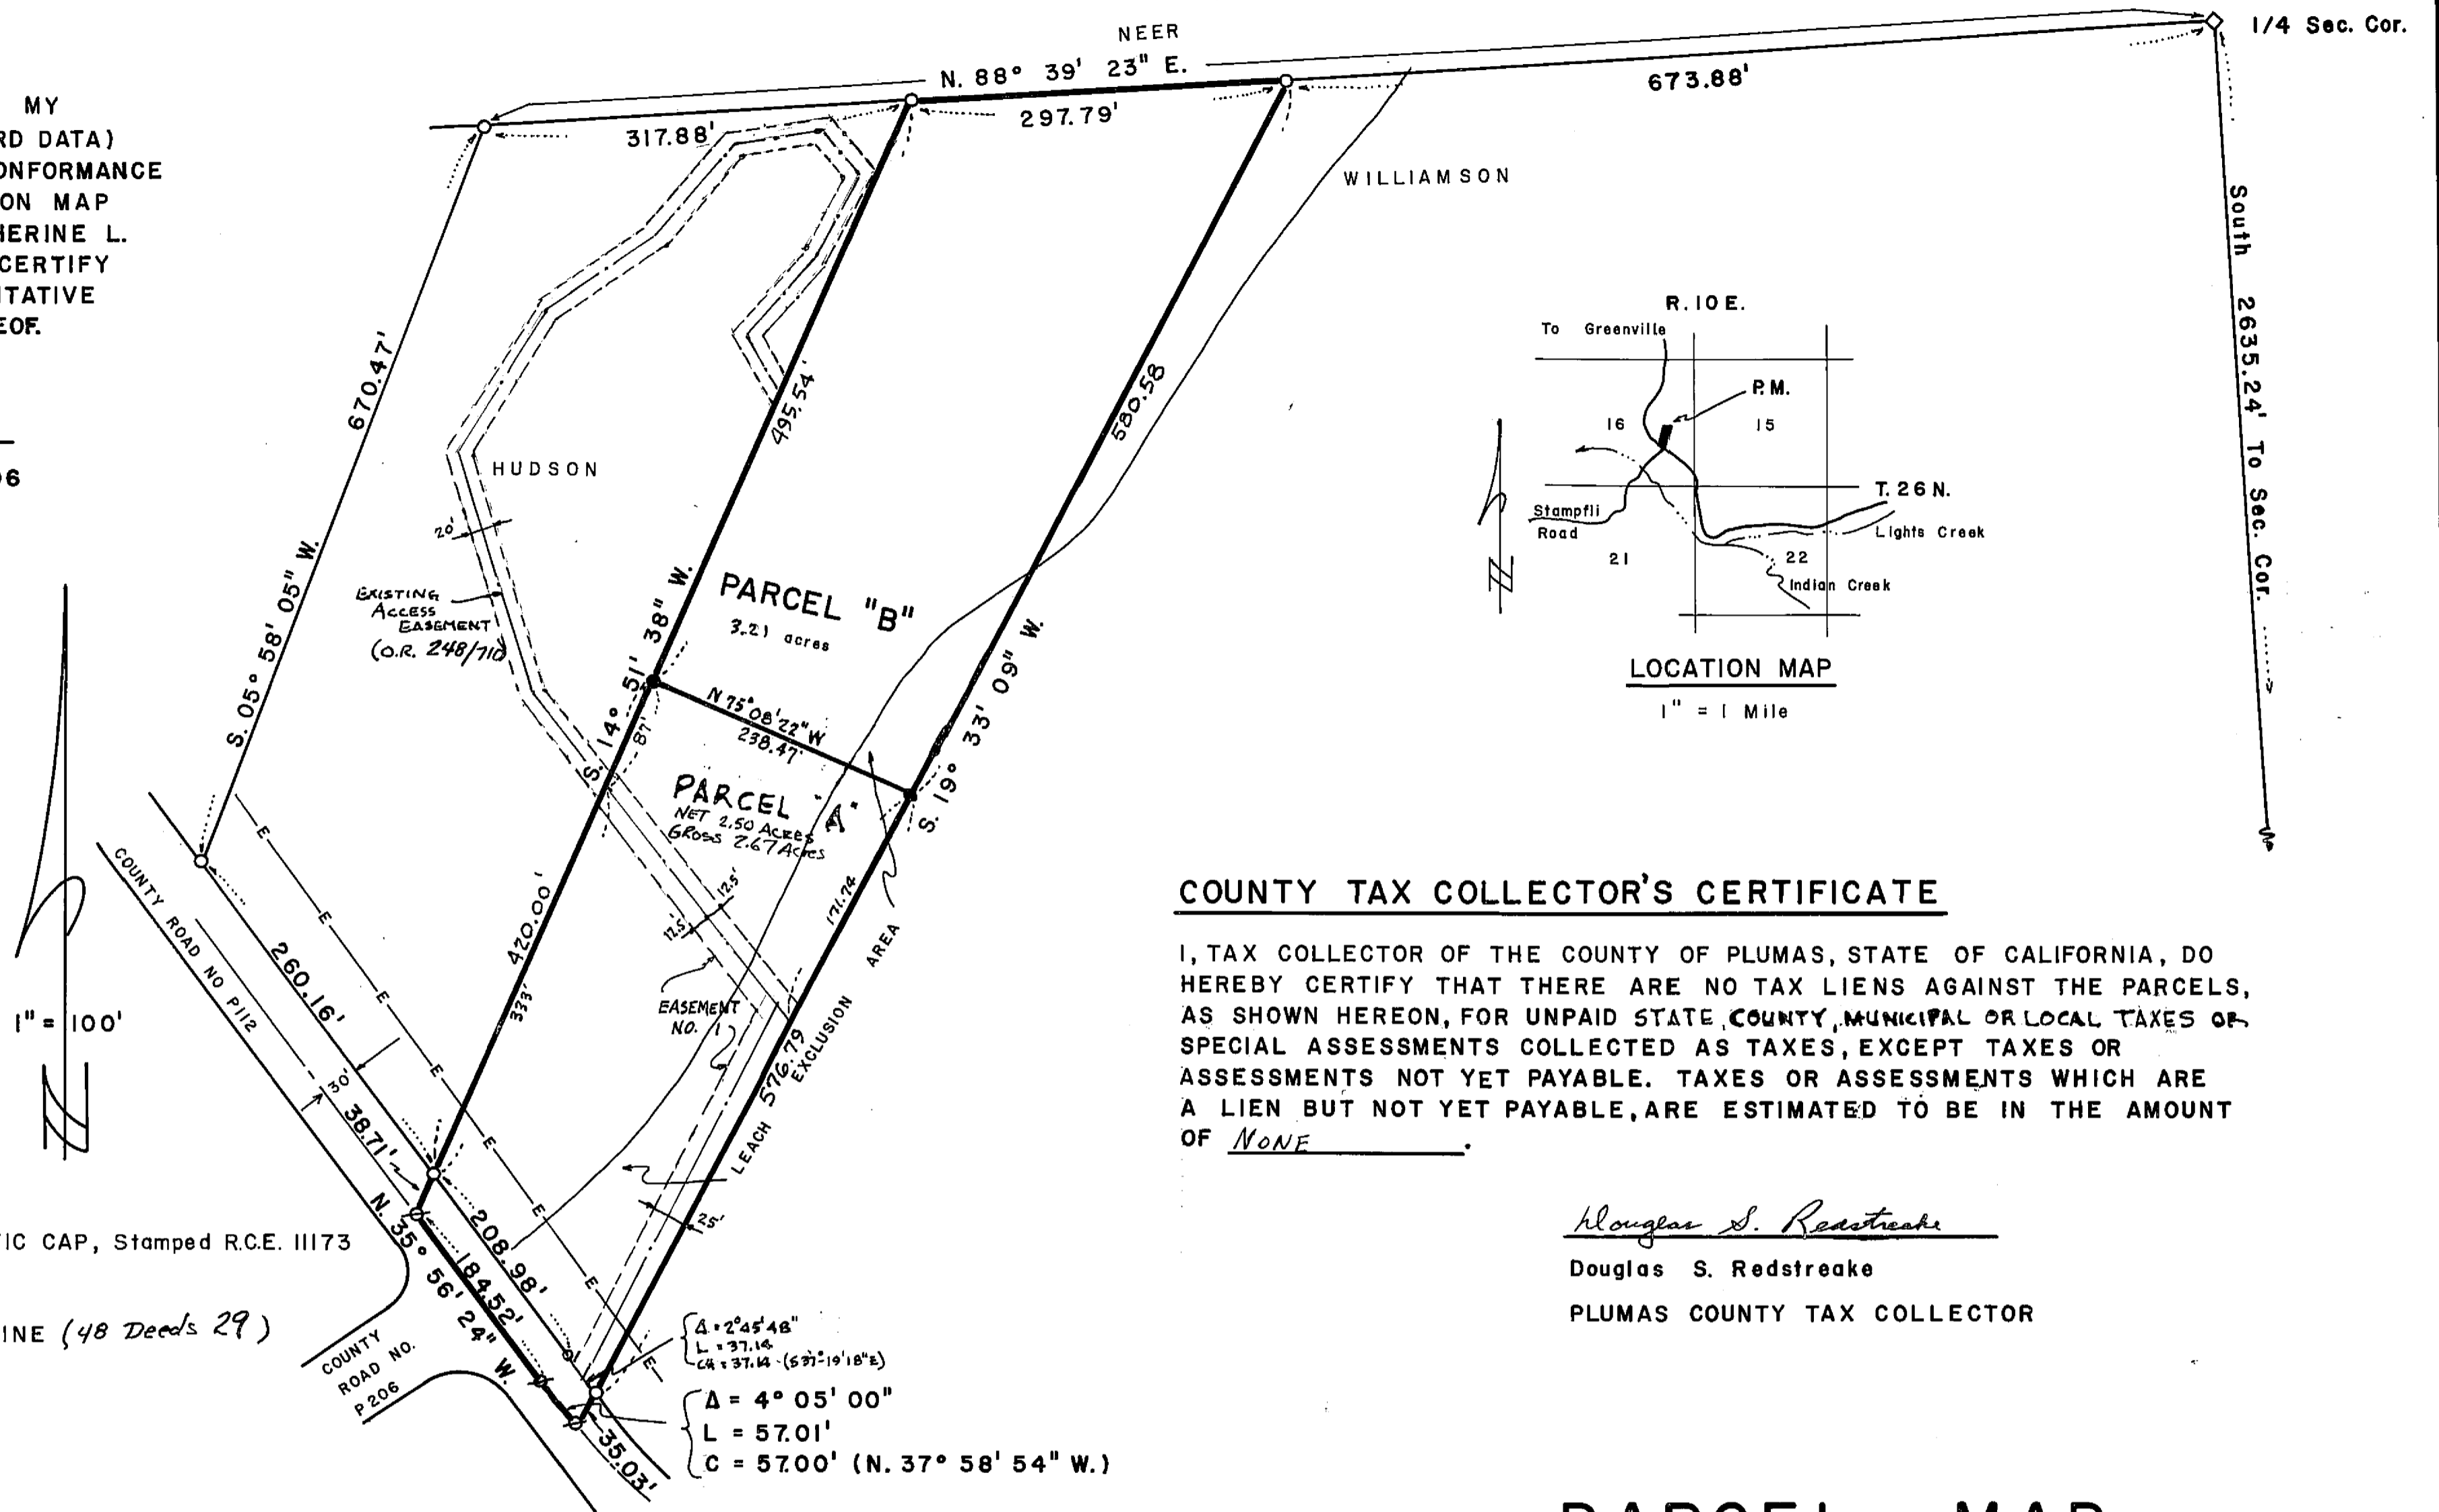 MY
RD DATA)
ONFORMANCE
ON MAP
HERINE L.
CERTIFY
TATIVE
EOF.
06
1" = 100'
IC CAP, Stamped R.C.E. 11173
INE (48 Deeds 29)
NEER
N. 88° 39' 23" E.
317.88'
297.79'
673.88'
1/4 Sec. Cor.
South 2635.24' To Sec. Cor.
WILLIAMSON
HUDSON
670.47'
S. 05° 58' 05" W.
20'
EXISTING
ACCESS
EASEMENT
(O.R. 248/710)
495.54'
S. 14° 51' 38" W.
87'
580.58
S. 19° 33' 09" W.
PARCEL "B"
3.21 acres
N 75°08'22" W
238.47'
PARCEL "A"
NET 2.50 ACRES
GROSS 2.67 ACRES
12.5'
12.5'
171.74
420.00'
333'
EASEMENT
NO. 1
576.79
LEACH EXCLUSION AREA
25'
E
E
E
E
E
E
E
E
COUNTY ROAD NO P112
260.16'
30'
38.71'
208.98'
184.52'
N. 35° 56' 24" W.
COUNTY
ROAD NO.
P206
Δ = 2°45'48"
L = 37.14
CH = 37.14 (S37°19'18"E)
Δ = 4° 05' 00"
L = 57.01'
C = 57.00' (N. 37° 58' 54" W.)
35.03'
R. 10 E.
To Greenville
P.M.
16
15
T. 26 N.
Stampfli
Road
Lights Creek
21
22
Indian Creek
LOCATION MAP
1" = 1 Mile
COUNTY TAX COLLECTOR'S CERTIFICATE
I, TAX COLLECTOR OF THE COUNTY OF PLUMAS, STATE OF CALIFORNIA, DO
HEREBY CERTIFY THAT THERE ARE NO TAX LIENS AGAINST THE PARCELS,
AS SHOWN HEREON, FOR UNPAID STATE, COUNTY, MUNICIPAL OR LOCAL TAXES OR
SPECIAL ASSESSMENTS COLLECTED AS TAXES, EXCEPT TAXES OR
ASSESSMENTS NOT YET PAYABLE. TAXES OR ASSESSMENTS WHICH ARE
A LIEN BUT NOT YET PAYABLE, ARE ESTIMATED TO BE IN THE AMOUNT
OF NONE.
Douglas S. Redstreake
Douglas S. Redstreake
PLUMAS COUNTY TAX COLLECTOR
PARCEL MAP